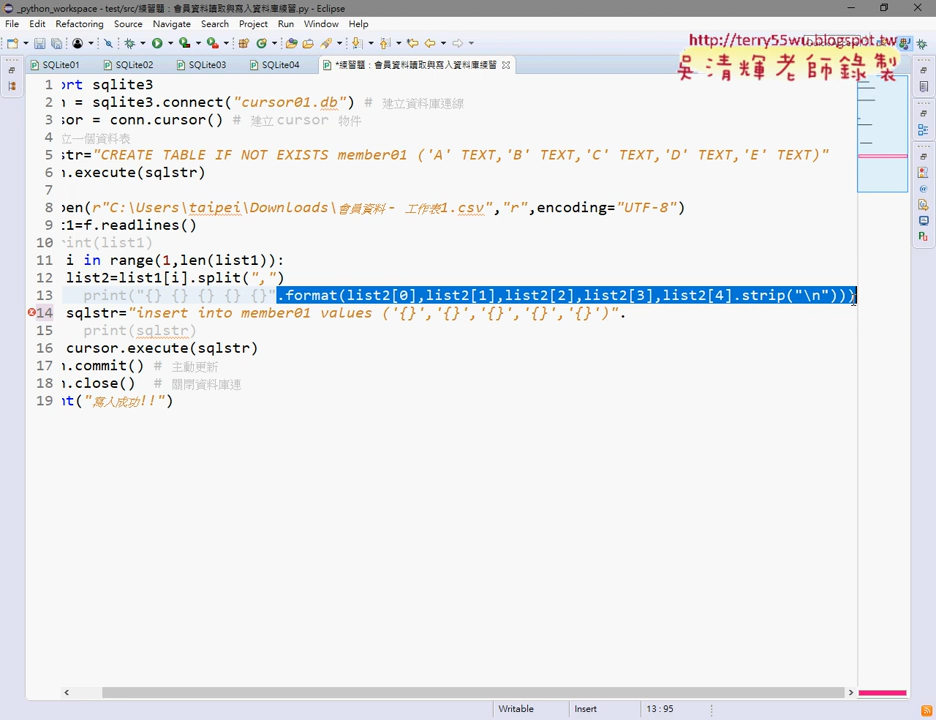 _python_workspace - test/src/練習題：會員資料讀取與寫入資料庫練習.py - Eclipse
File Edit Refactoring Source Navigate Search Project Run Window Help
http://terry55wu.blogspot.tw
吳清輝老師錄製
SQLite01 SQLite02 SQLite03 SQLite04 *練習題：會員資料讀取與寫入資料庫練習
1 ort sqlite3
2 n = sqlite3.connect("cursor01.db") # 建立資料庫連線
3 sor = conn.cursor() # 建立 cursor 物件
4 立一個資料表
5 str="CREATE TABLE IF NOT EXISTS member01 ('A' TEXT,'B' TEXT,'C' TEXT,'D' TEXT,'E' TEXT)"
6 n.execute(sqlstr)
7
8 pen(r"C:\Users\taipei\Downloads\會員資料 - 工作表1.csv","r",encoding="UTF-8")
9 t1=f.readlines()
10 rint(list1)
11 i in range(1,len(list1)):
12 list2=list1[i].split(",")
13 print("{} {} {} {} {}".format(list2[0],list2[1],list2[2],list2[3],list2[4].strip("\n")))
14 sqlstr="insert into member01 values ('{}','{}','{}','{}','{}')".
15 print(sqlstr)
16 cursor.execute(sqlstr)
17 n.commit() # 主動更新
18 n.close() # 關閉資料庫連
19 nt("寫入成功!!")
Writable Insert 13 : 95